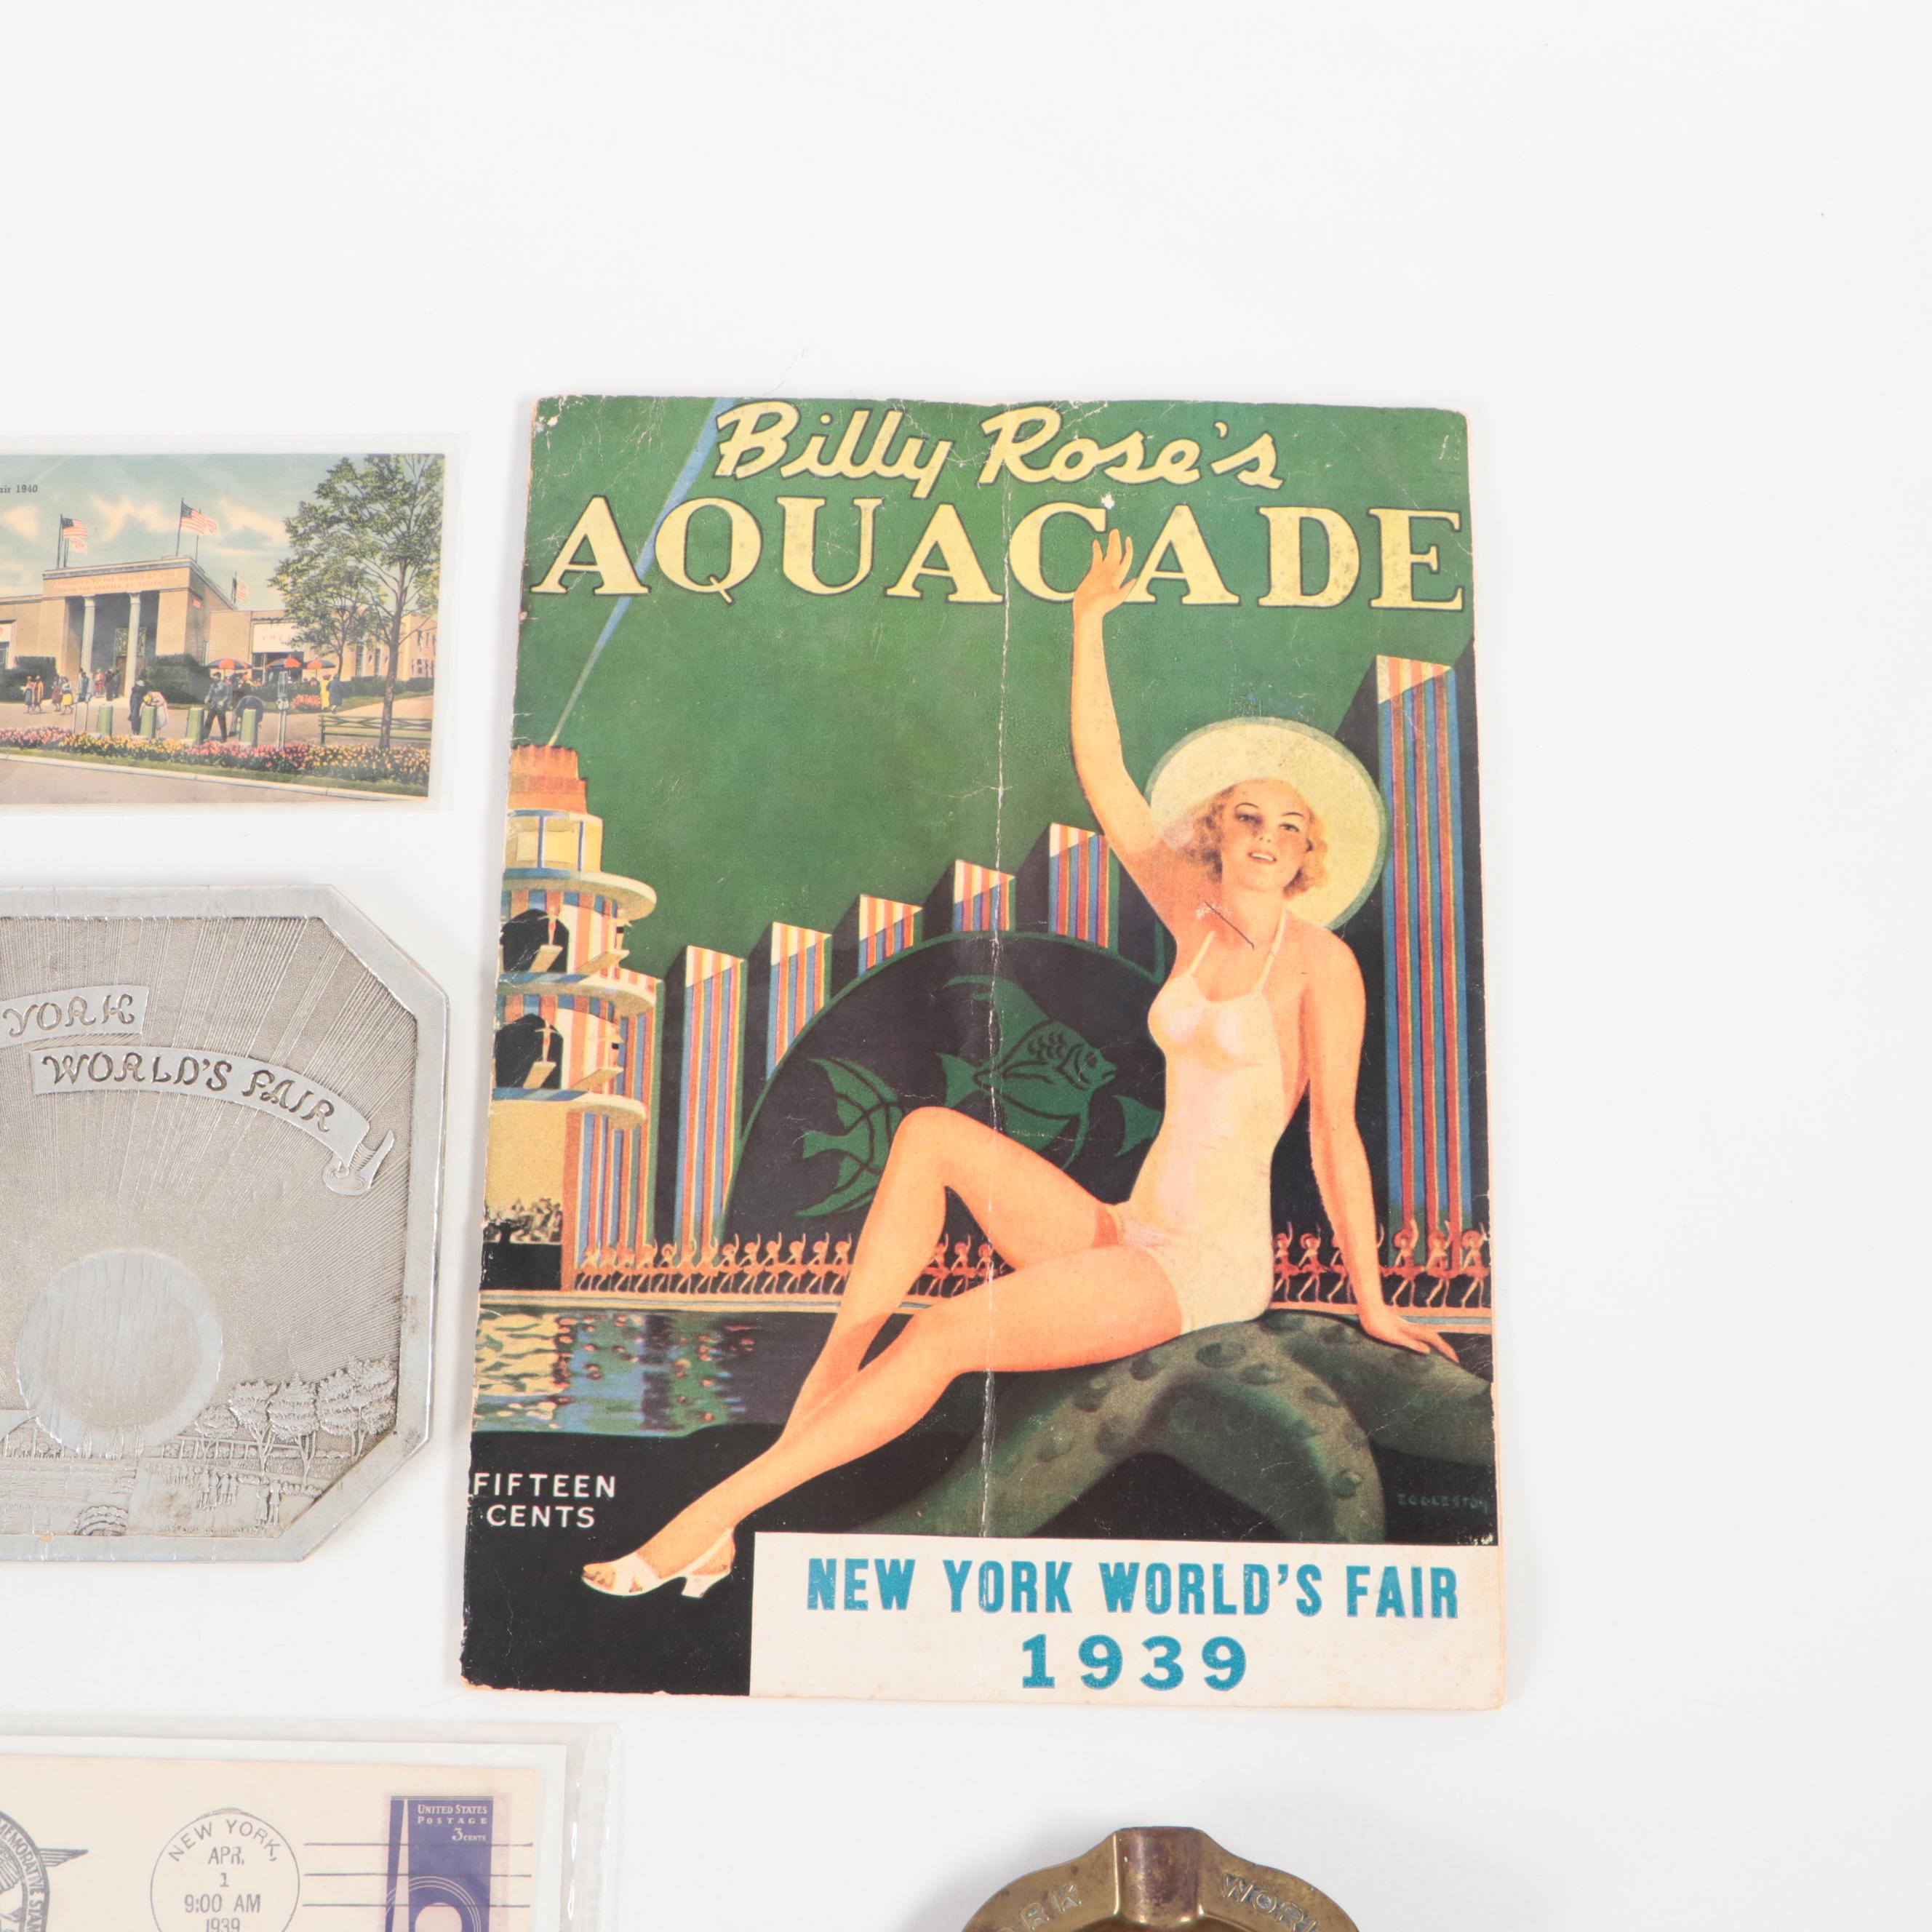 Billy Rose's
AQUACADE
FIFTEEN
CENTS
EGGLESTON
NEW YORK WORLD'S FAIR
1939
air 1940
YORK
WORLD'S FAIR
NEW YORK,
APR.
1
9:00 AM
1939
UNITED STATES
POSTAGE
3 CENTS
WORL